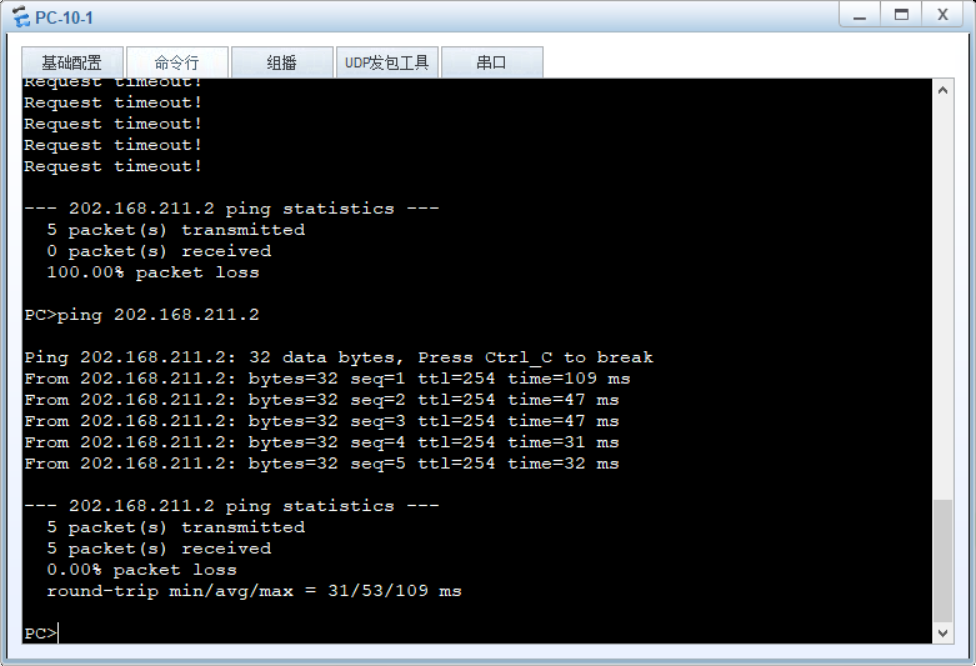 PC-10-1
基础配置 命令行 组播 UDP发包工具 串口
Request timeout!
Request timeout!
Request timeout!
Request timeout!
Request timeout!
--- 202.168.211.2 ping statistics ---
5 packet(s) transmitted
0 packet(s) received
100.00% packet loss
PC>ping 202.168.211.2
Ping 202.168.211.2: 32 data bytes, Press Ctrl_C to break
From 202.168.211.2: bytes=32 seq=1 ttl=254 time=109 ms
From 202.168.211.2: bytes=32 seq=2 ttl=254 time=47 ms
From 202.168.211.2: bytes=32 seq=3 ttl=254 time=47 ms
From 202.168.211.2: bytes=32 seq=4 ttl=254 time=31 ms
From 202.168.211.2: bytes=32 seq=5 ttl=254 time=32 ms
--- 202.168.211.2 ping statistics ---
5 packet(s) transmitted
5 packet(s) received
0.00% packet loss
round-trip min/avg/max = 31/53/109 ms
PC>